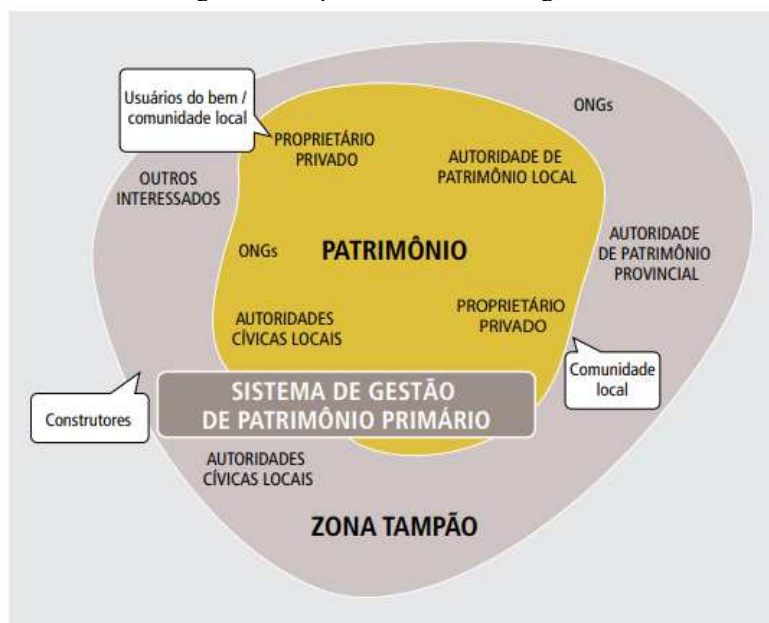 Usuários do bem /
comunidade local
PROPRIETÁRIO
PRIVADO
ONGs
AUTORIDADE DE
PATRIMÔNIO LOCAL
OUTROS
INTERESSADOS
AUTORIDADE
DE PATRIMÔNIO
PROVINCIAL
ONGs
PATRIMÔNIO
AUTORIDADES
CÍVICAS LOCAIS
PROPRIETÁRIO
PRIVADO
Comunidade
local
Construtores
SISTEMA DE GESTÃO
DE PATRIMÔNIO PRIMÁRIO
AUTORIDADES
CÍVICAS LOCAIS
ZONA TAMPÃO